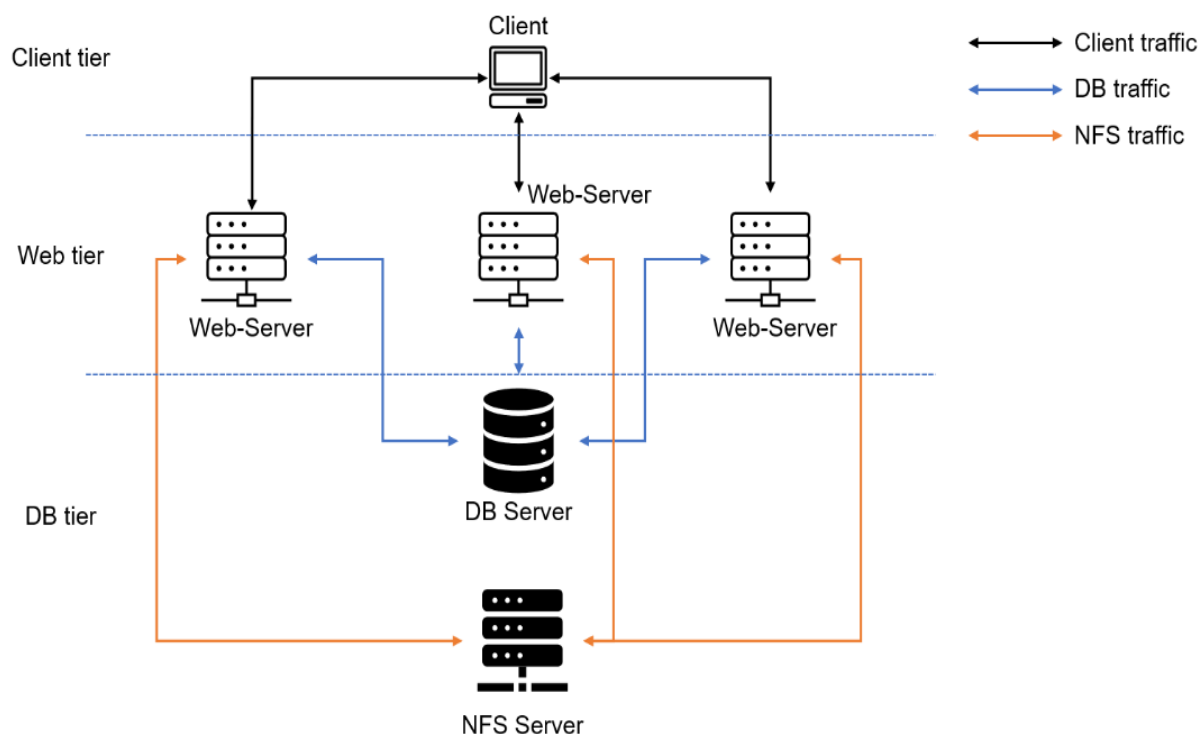 Client
Client tier
Client traffic
DB traffic
NFS traffic
Web-Server
Web tier
Web-Server
Web-Server
DB Server
DB tier
NFS Server